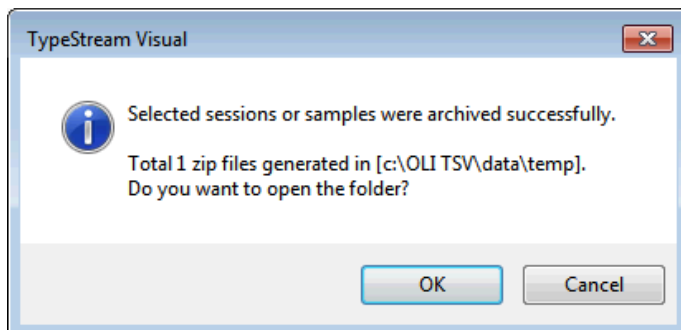 TypeStream Visual
Selected sessions or samples were archived successfully.
Total 1 zip files generated in [c:\OLI TSV\data\temp].
Do you want to open the folder?
OK
Cancel